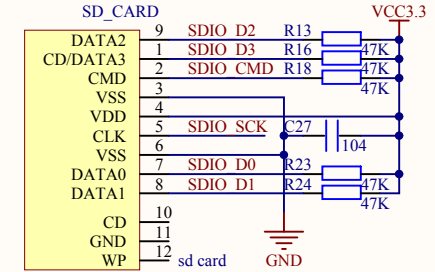 SD_CARD VCC3.3
DATA2 9 SDIO_D2 R13 47K
CD/DATA3 1 SDIO_D3 R16 47K
CMD 2 SDIO_CMD R18 47K
VSS 3
VDD 4
CLK 5 SDIO_SCK C27 104
VSS 6
DATA0 7 SDIO_D0 R23 47K
DATA1 8 SDIO_D1 R24 47K
CD 10
GND 11
WP 12 sd card GND